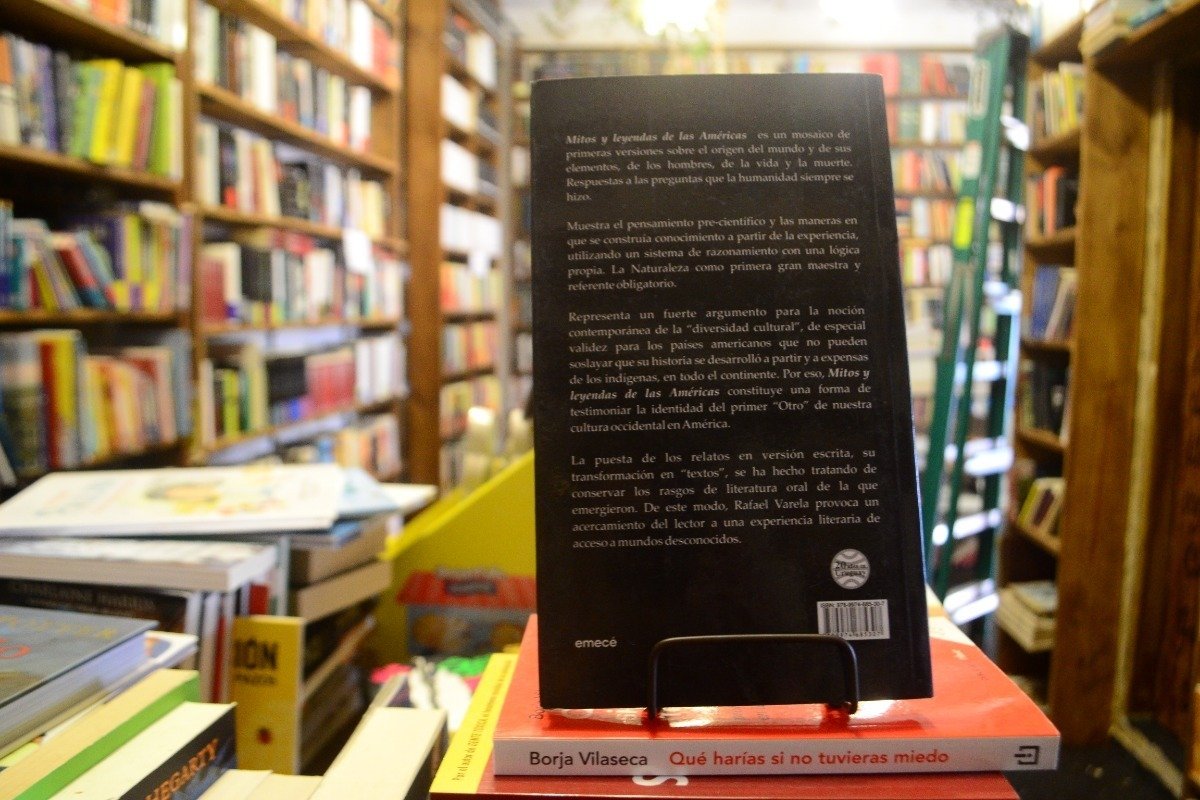 Mitos y leyendas de las Américas es un mosaico de
primeras versiones sobre el origen del mundo y de sus
elementos, de los hombres, de la vida y la muerte.
Respuestas a las preguntas que la humanidad siempre se
hizo.
Muestra el pensamiento pre-científico y las maneras en
que se construía conocimiento a partir de la experiencia,
utilizando un sistema de razonamiento con una lógica
propia. La Naturaleza como primera gran maestra y
referente obligatorio.
Representa un fuerte argumento para la noción
contemporánea de la "diversidad cultural", de especial
validez para los países americanos que no pueden
soslayar que su historia se desarrolló a partir y a expensas
de los indígenas, en todo el continente. Por eso, Mitos y
leyendas de las Américas constituye una forma de
testimoniar la identidad del primer "Otro" de nuestra
cultura occidental en América.
La puesta de los relatos en versión escrita, su
transformación en "textos", se ha hecho tratando de
conservar los rasgos de literatura oral de la que
emergieron. De este modo, Rafael Varela provoca un
acercamiento del lector a una experiencia literaria de
acceso a mundos desconocidos.
emecé
Borja Vilaseca Qué harías si no tuvieras miedo
IÓN
HEGARTY